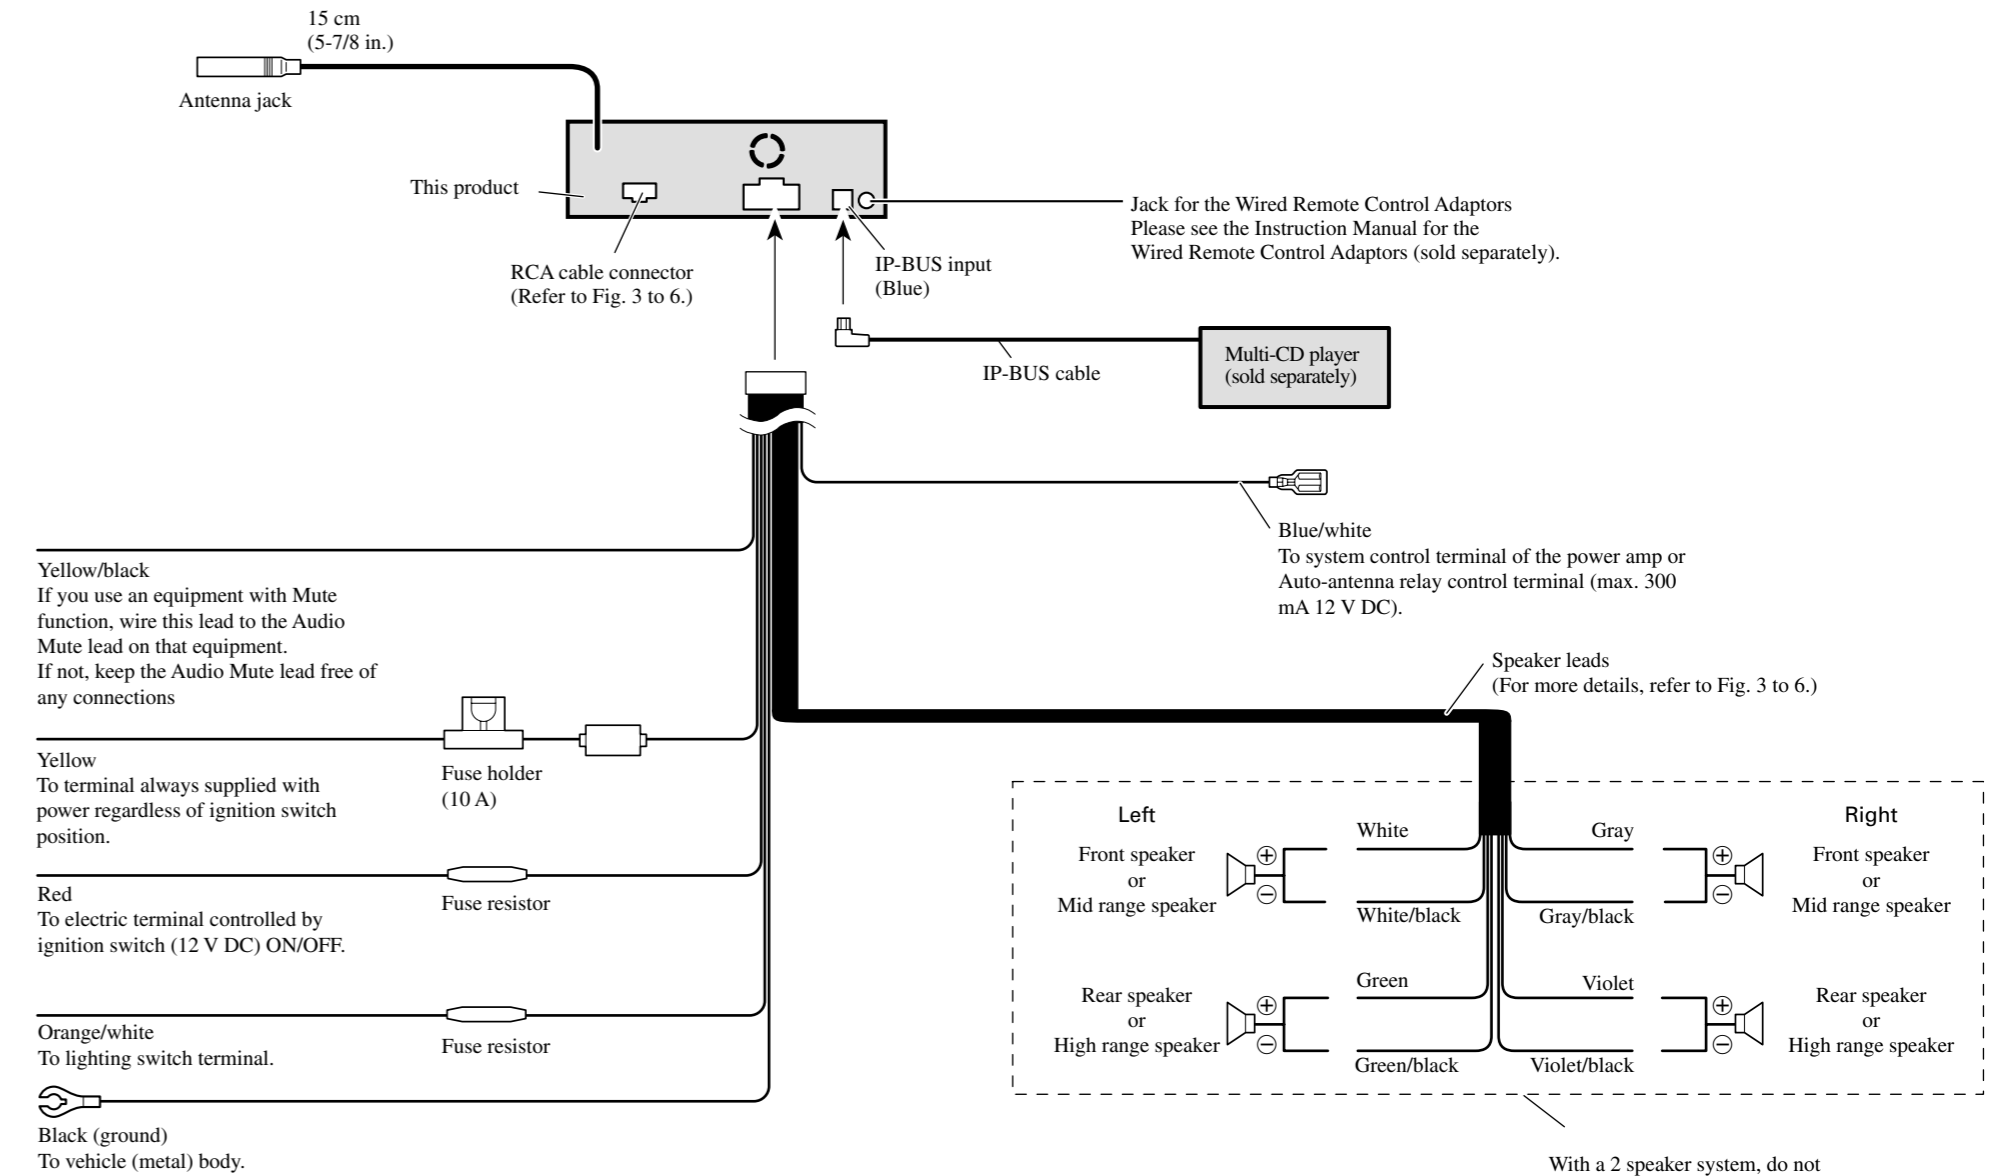 15 cm
(5-7/8 in.)
Antenna jack
This product
RCA cable connector
(Refer to Fig. 3 to 6.)
IP-BUS input
(Blue)
Jack for the Wired Remote Control Adaptors
Please see the Instruction Manual for the
Wired Remote Control Adaptors (sold separately).
IP-BUS cable
Multi-CD player
(sold separately)
Blue/white
To system control terminal of the power amp or
Auto-antenna relay control terminal (max. 300
mA 12 V DC).
Yellow/black
If you use an equipment with Mute
function, wire this lead to the Audio
Mute lead on that equipment.
If not, keep the Audio Mute lead free of
any connections
Speaker leads
(For more details, refer to Fig. 3 to 6.)
Yellow
To terminal always supplied with
power regardless of ignition switch
position.
Fuse holder
(10 A)
Red
To electric terminal controlled by
ignition switch (12 V DC) ON/OFF.
Fuse resistor
Orange/white
To lighting switch terminal.
Fuse resistor
Black (ground)
To vehicle (metal) body.
Left
Front speaker
or
Mid range speaker
⊕
⊖
White
White/black
Gray
Gray/black
⊕
⊖
Right
Front speaker
or
Mid range speaker
Rear speaker
or
High range speaker
⊕
⊖
Green
Green/black
Violet
Violet/black
⊕
⊖
Rear speaker
or
High range speaker
With a 2 speaker system, do not